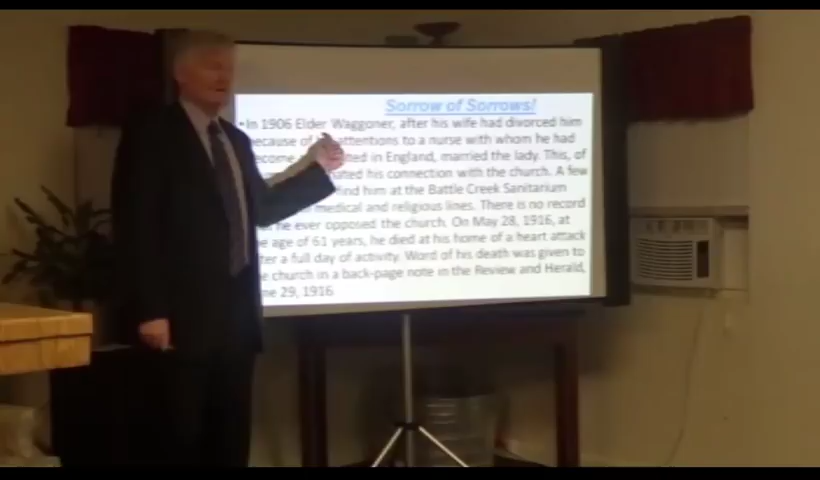 Sorrow of Sorrows!
• In 1906 Elder Waggoner, after his wife had divorced him
because of attentions to a nurse with whom he had
ted in England, married the lady. This, of
nated his connection with the church. A few
find him at the Battle Creek Sanitarium
medical and religious lines. There is no record
he ever opposed the church. On May 28, 1916, at
e age of 61 years, he died at his home of a heart attack
ter a full day of activity. Word of his death was given to
e church in a back-page note in the Review and Herald,
ne 29, 1916